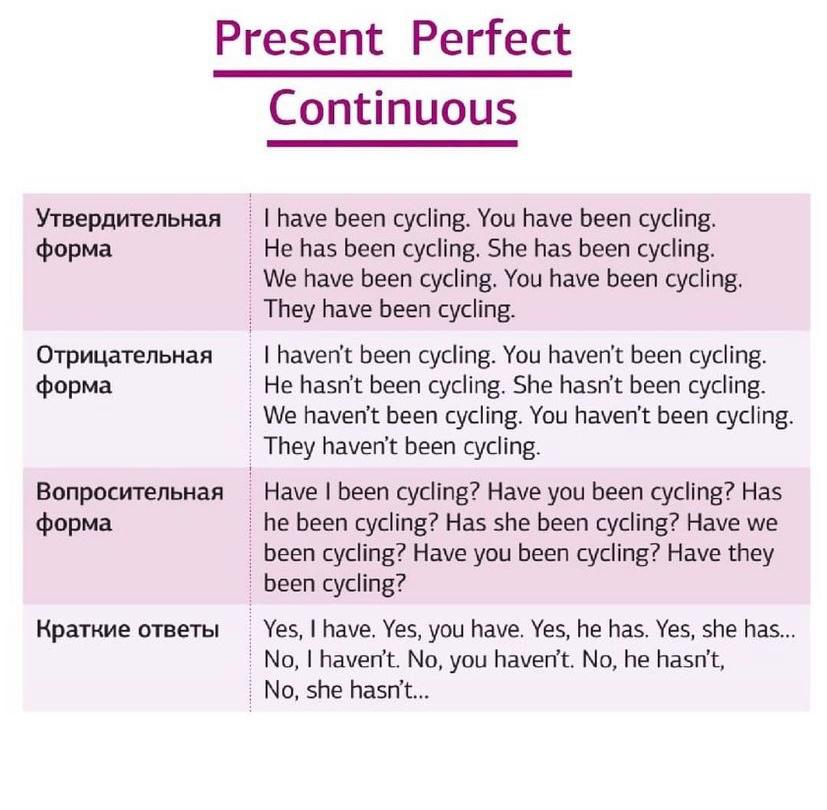 Present Perfect
Continuous
Утвердительная
форма
I have been cycling. You have been cycling.
He has been cycling. She has been cycling.
We have been cycling. You have been cycling.
They have been cycling.
Отрицательная
форма
I haven’t been cycling. You haven’t been cycling.
He hasn’t been cycling. She hasn’t been cycling.
We haven’t been cycling. You haven’t been cycling.
They haven’t been cycling.
Вопросительная
форма
Have I been cycling? Have you been cycling? Has
he been cycling? Has she been cycling? Have we
been cycling? Have you been cycling? Have they
been cycling?
Краткие ответы
Yes, I have. Yes, you have. Yes, he has. Yes, she has...
No, I haven’t. No, you haven’t. No, he hasn’t,
No, she hasn’t...